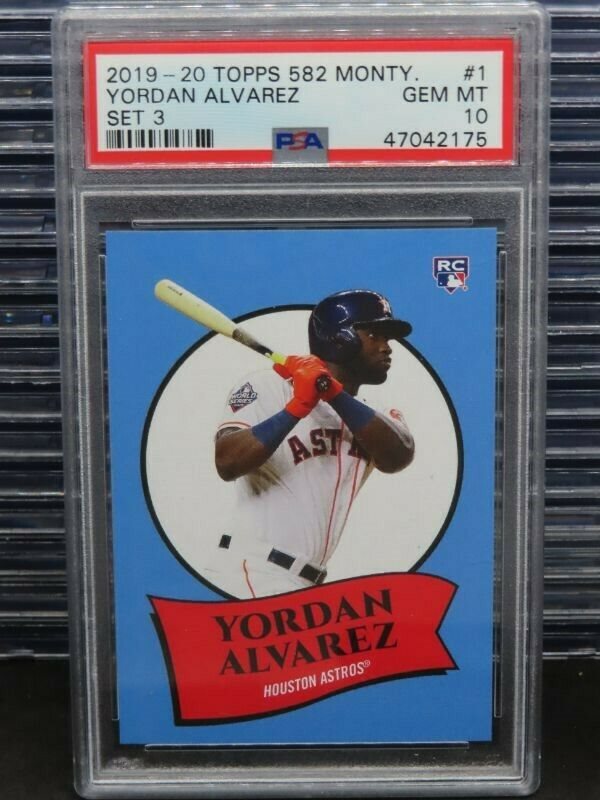 2019-20 TOPPS 582 MONTY. #1
YORDAN ALVAREZ GEM MT
SET 3 10
PSA 47042175
RC
WORLD SERIES
AST
YORDAN
ALVAREZ
HOUSTON ASTROS®